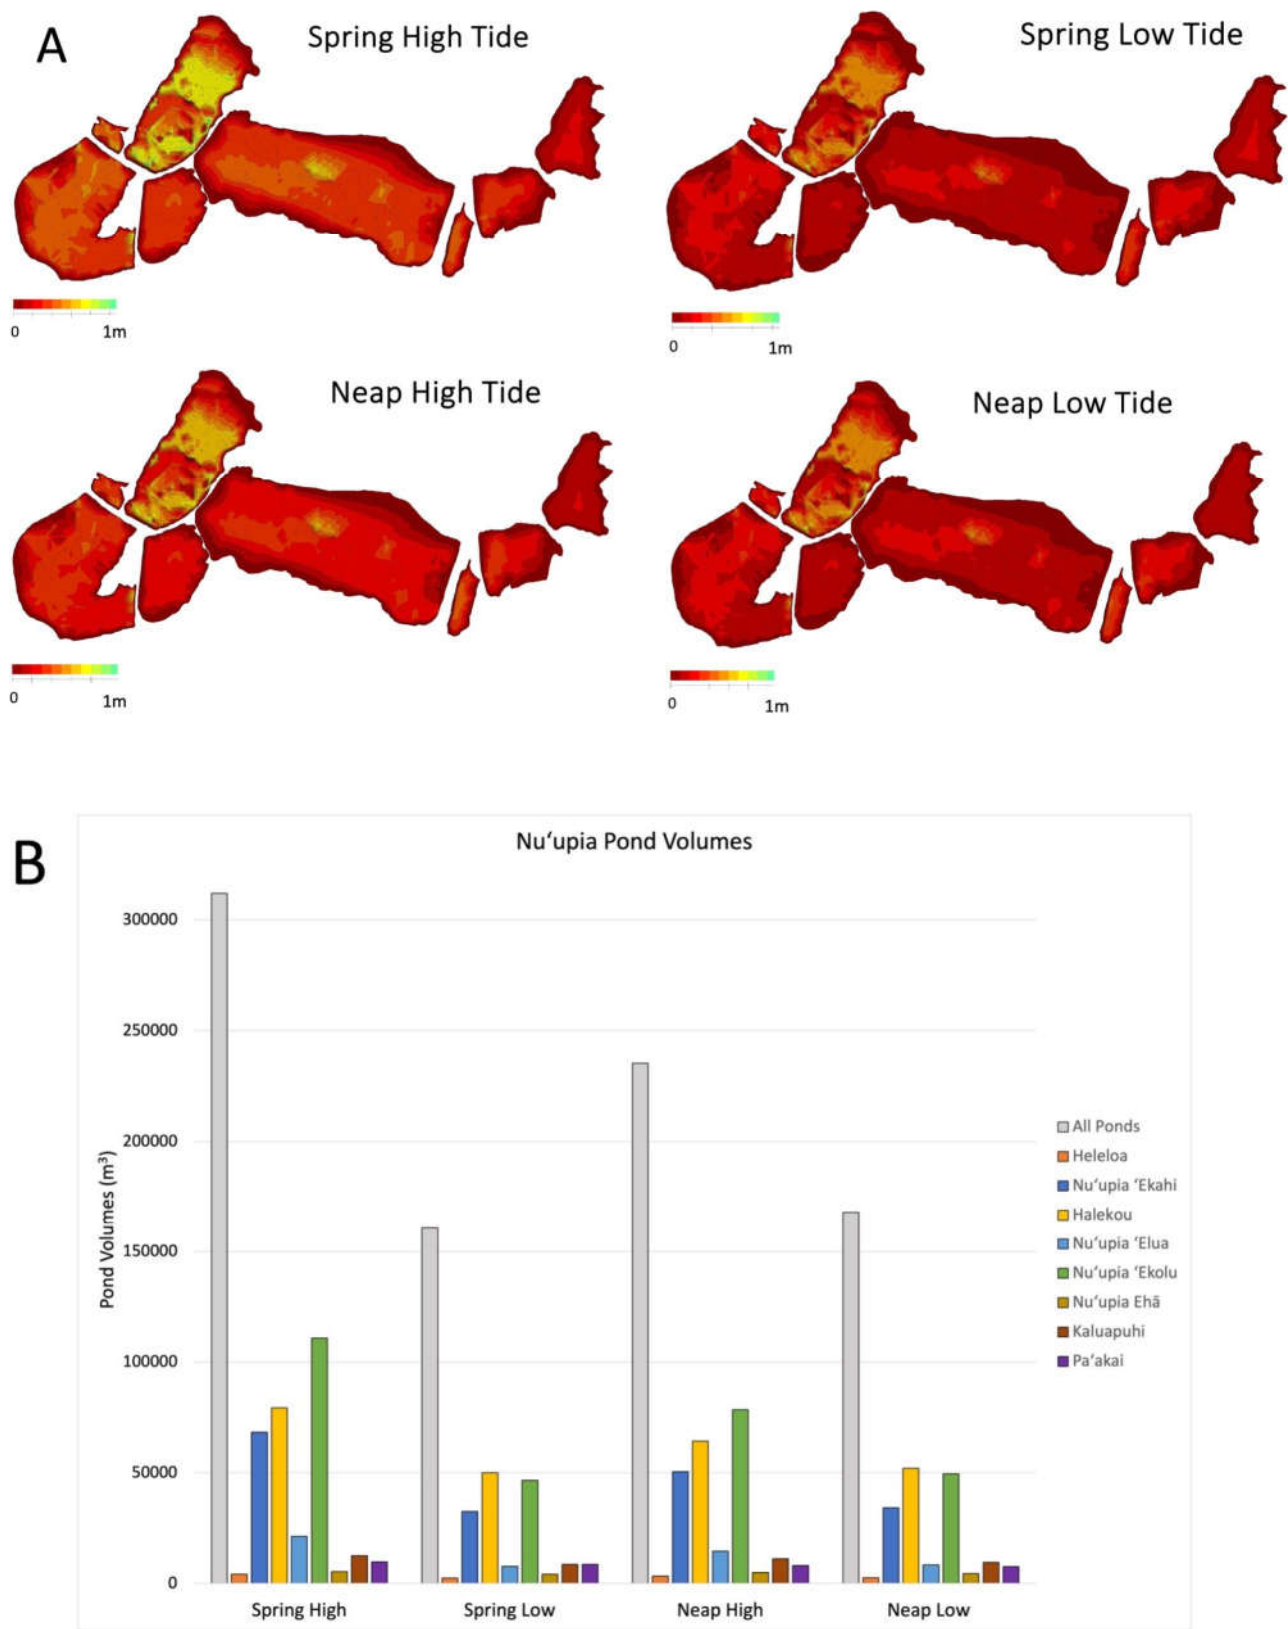 A
Spring High Tide
Spring Low Tide
0 1m
0 1m
Neap High Tide
Neap Low Tide
0 1m
0 1m
B
Nuʻupia Pond Volumes
Pond Volumes (m³)
300000
250000
200000
150000
100000
50000
0
Spring High
Spring Low
Neap High
Neap Low
All Ponds
Heleloa
Nuʻupia ʻEkahi
Halekou
Nuʻupia ʻElua
Nuʻupia ʻEkolu
Nuʻupia Ehā
Kaluapuhi
Paʻakai